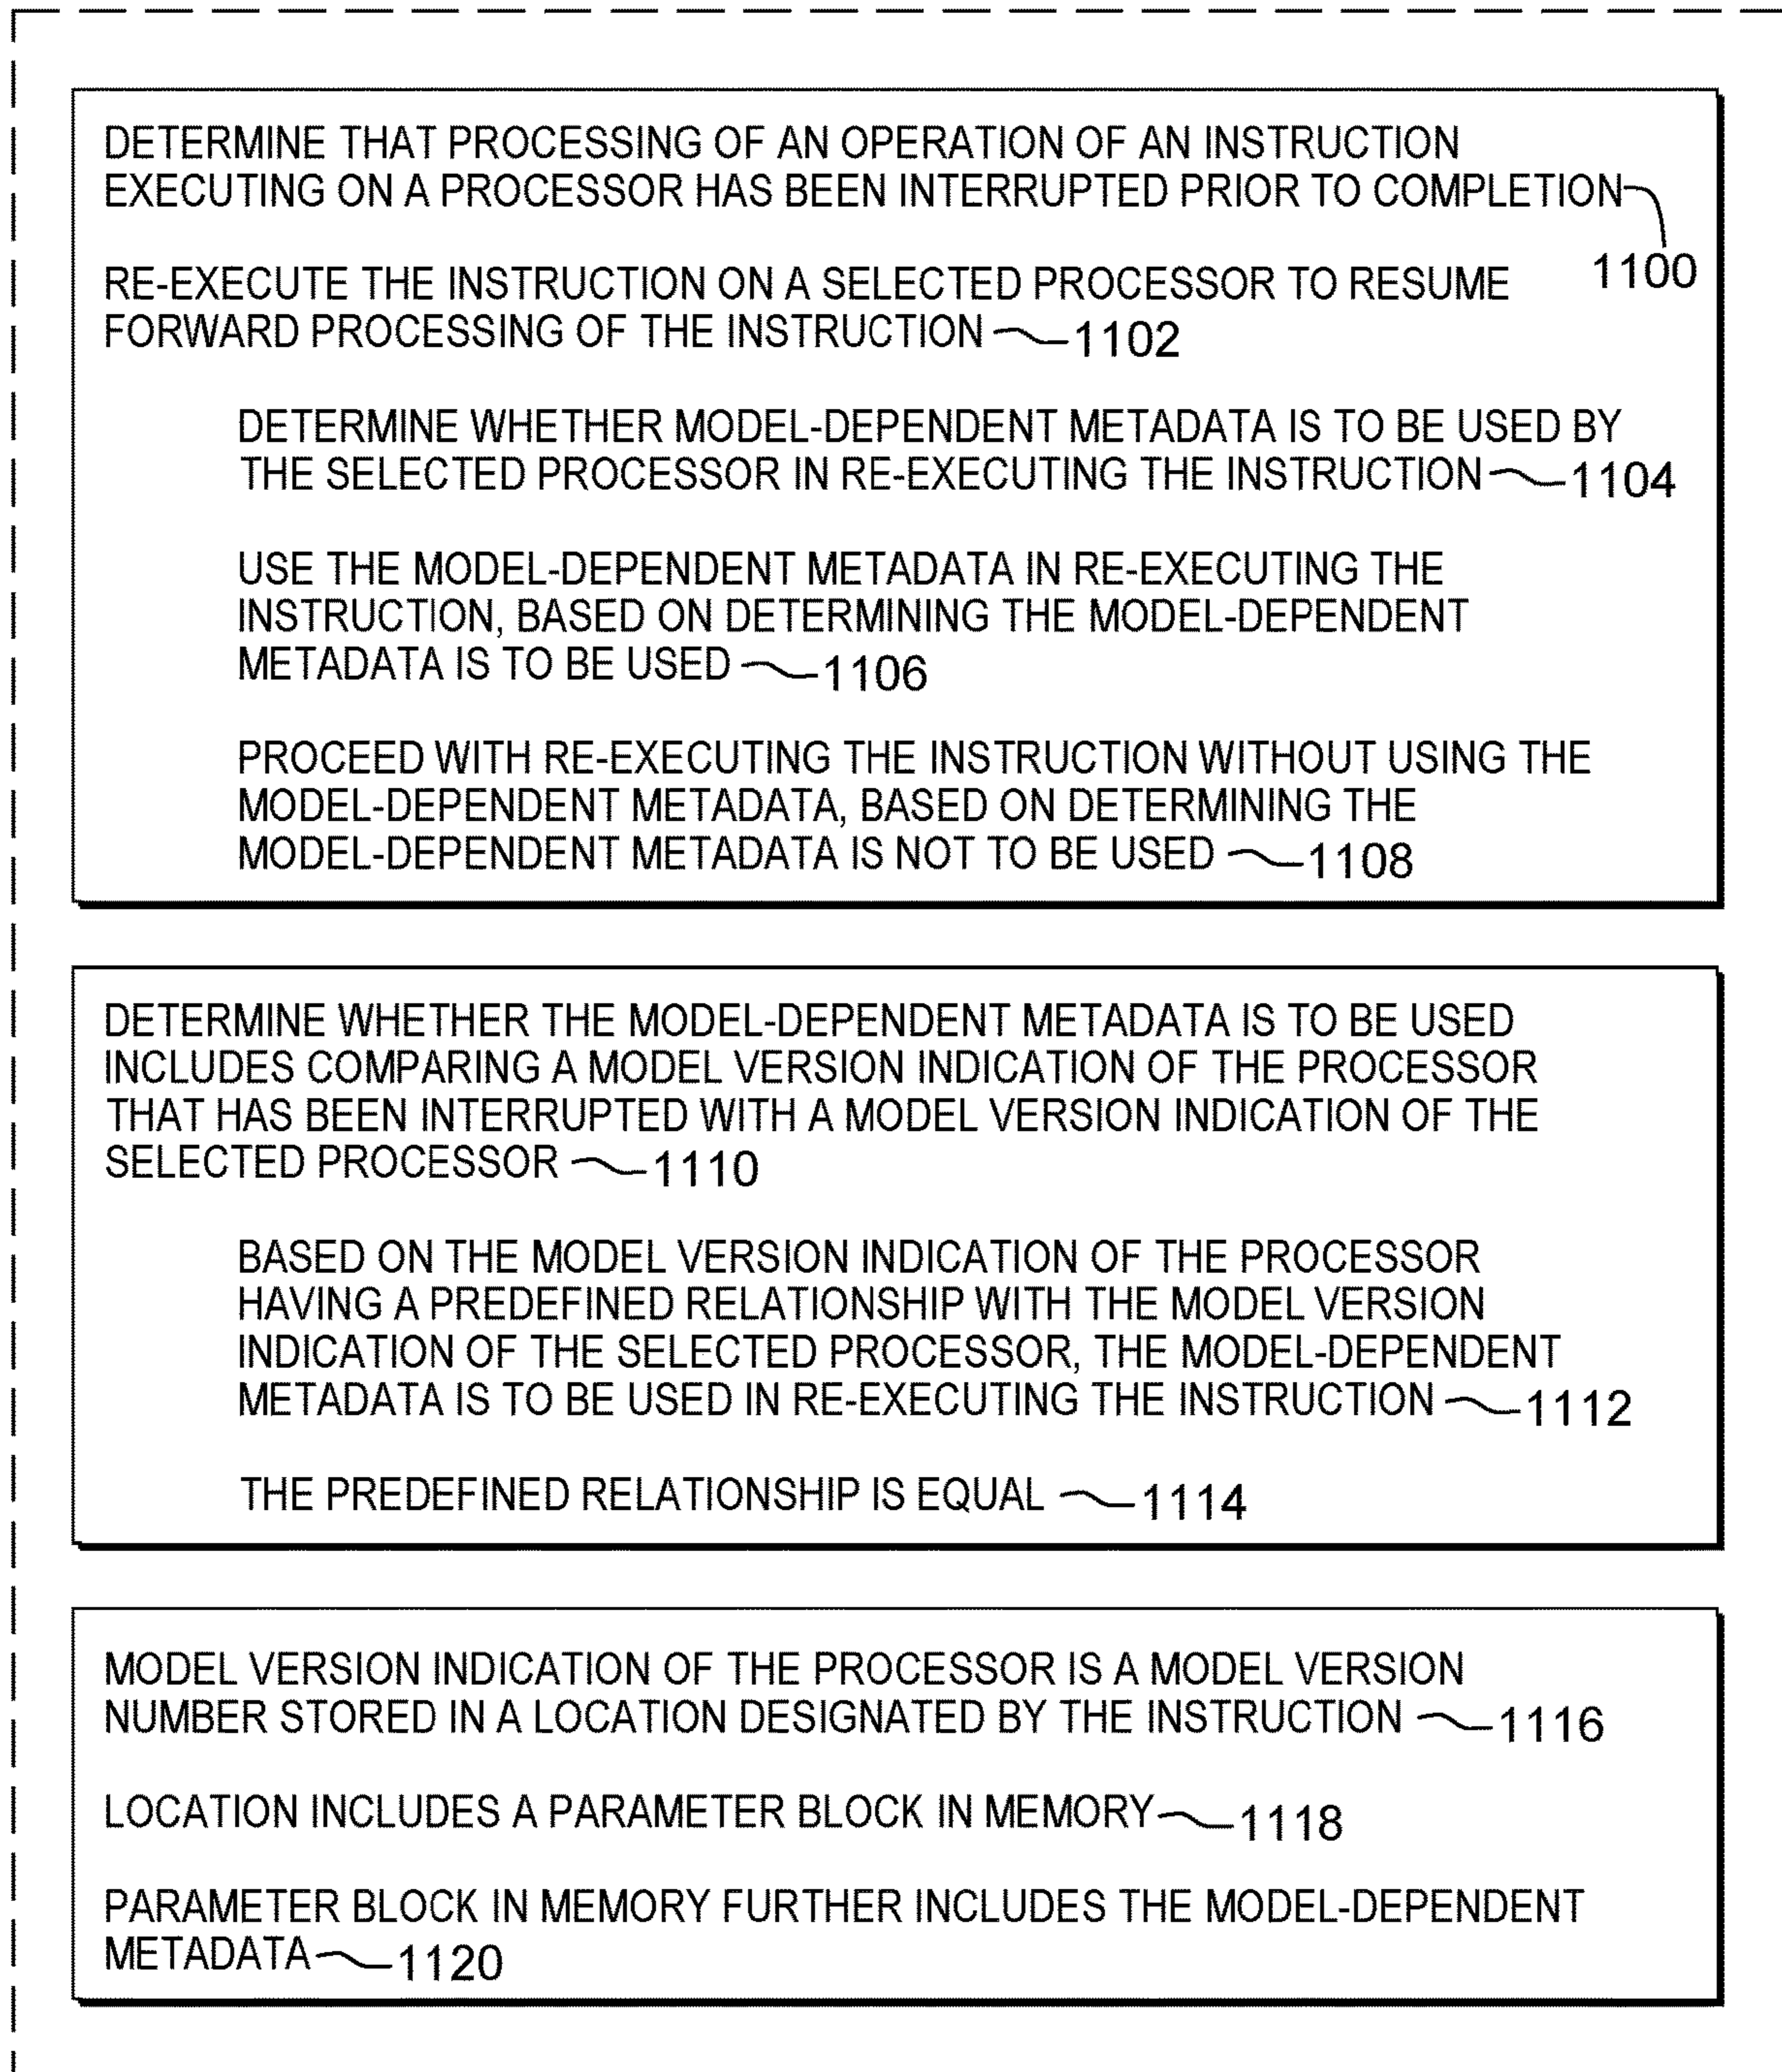 DETERMINE THAT PROCESSING OF AN OPERATION OF AN INSTRUCTION
EXECUTING ON A PROCESSOR HAS BEEN INTERRUPTED PRIOR TO COMPLETION
1100
RE-EXECUTE THE INSTRUCTION ON A SELECTED PROCESSOR TO RESUME
FORWARD PROCESSING OF THE INSTRUCTION 1102
DETERMINE WHETHER MODEL-DEPENDENT METADATA IS TO BE USED BY
THE SELECTED PROCESSOR IN RE-EXECUTING THE INSTRUCTION 1104
USE THE MODEL-DEPENDENT METADATA IN RE-EXECUTING THE
INSTRUCTION, BASED ON DETERMINING THE MODEL-DEPENDENT
METADATA IS TO BE USED 1106
PROCEED WITH RE-EXECUTING THE INSTRUCTION WITHOUT USING THE
MODEL-DEPENDENT METADATA, BASED ON DETERMINING THE
MODEL-DEPENDENT METADATA IS NOT TO BE USED 1108
DETERMINE WHETHER THE MODEL-DEPENDENT METADATA IS TO BE USED
INCLUDES COMPARING A MODEL VERSION INDICATION OF THE PROCESSOR
THAT HAS BEEN INTERRUPTED WITH A MODEL VERSION INDICATION OF THE
SELECTED PROCESSOR 1110
BASED ON THE MODEL VERSION INDICATION OF THE PROCESSOR
HAVING A PREDEFINED RELATIONSHIP WITH THE MODEL VERSION
INDICATION OF THE SELECTED PROCESSOR, THE MODEL-DEPENDENT
METADATA IS TO BE USED IN RE-EXECUTING THE INSTRUCTION 1112
THE PREDEFINED RELATIONSHIP IS EQUAL 1114
MODEL VERSION INDICATION OF THE PROCESSOR IS A MODEL VERSION
NUMBER STORED IN A LOCATION DESIGNATED BY THE INSTRUCTION 1116
LOCATION INCLUDES A PARAMETER BLOCK IN MEMORY 1118
PARAMETER BLOCK IN MEMORY FURTHER INCLUDES THE MODEL-DEPENDENT
METADATA 1120